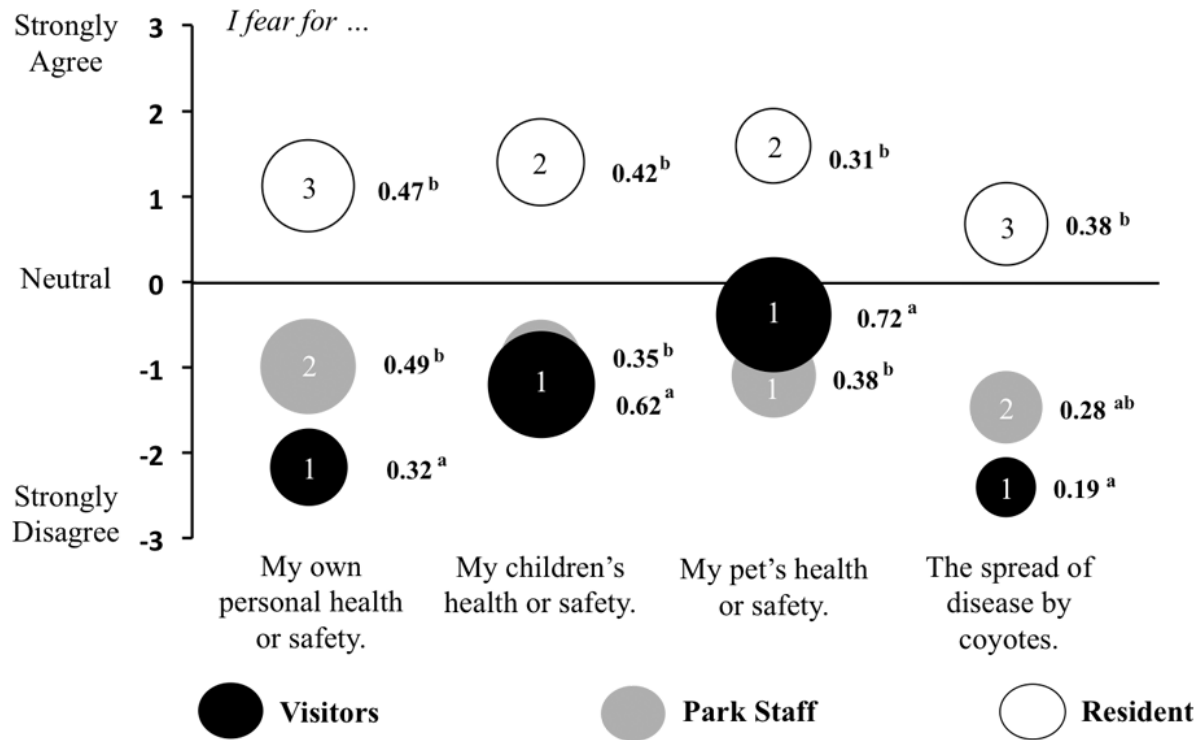 Strongly
Agree
3
I fear for ...
2
1
Neutral
0
-1
-2
Strongly
Disagree
-3
3
0.47 b
2
0.42 b
2
0.31 b
3
0.38 b
2
0.49 b
1
0.32 a
0.35 b
1
0.62 a
1
0.72 a
1
0.38 b
2
0.28 ab
1
0.19 a
My own
personal health
or safety.
My children’s
health or safety.
My pet’s health
or safety.
The spread of
disease by
coyotes.
Visitors
Park Staff
Resident